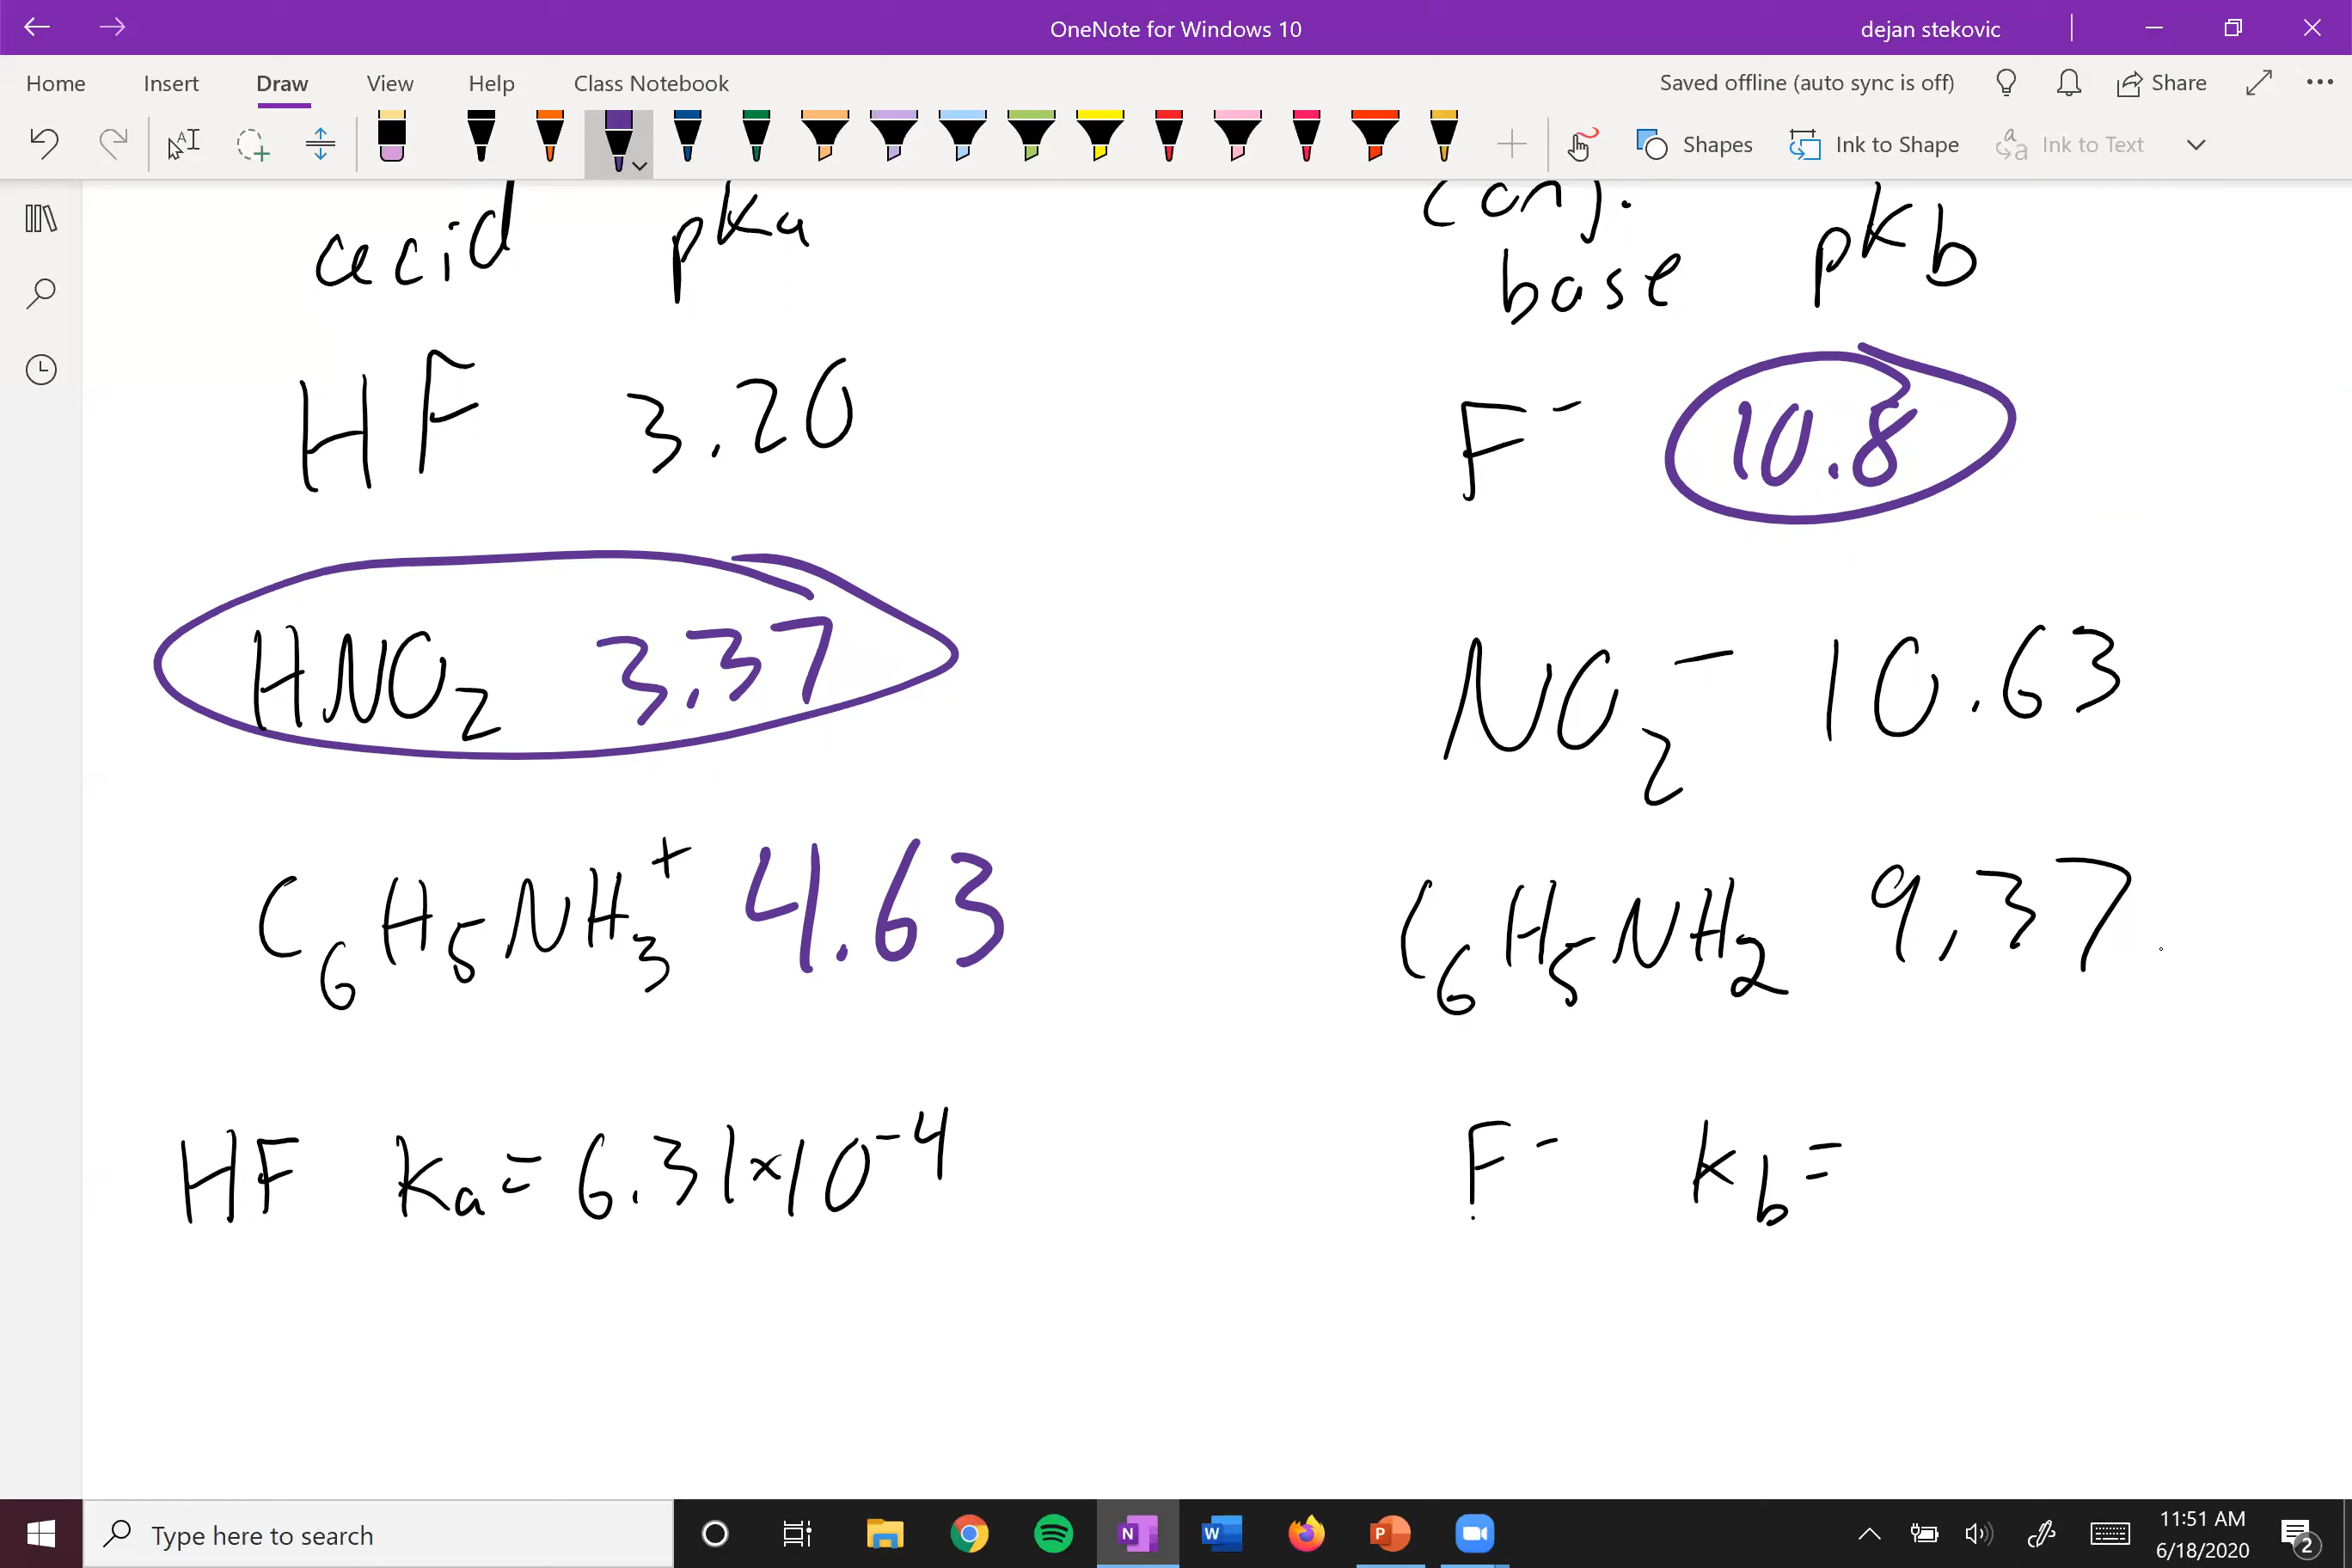 OneNote for Windows 10
dejan stekovic
Home Insert Draw View Help Class Notebook
Saved offline (auto sync is off) Share
Shapes Ink to Shape Ink to Text
acid pKa
conj. base pKb
HF 3.20
F⁻ 10.8
HNO₂ 3.37
NO₂⁻ 10.63
C₆H₅NH₃⁺ 4.63
C₆H₅NH₂ 9,37
HF Ka = 6.31×10⁻⁴
F⁻ Kb =
Type here to search
11:51 AM
6/18/2020
2